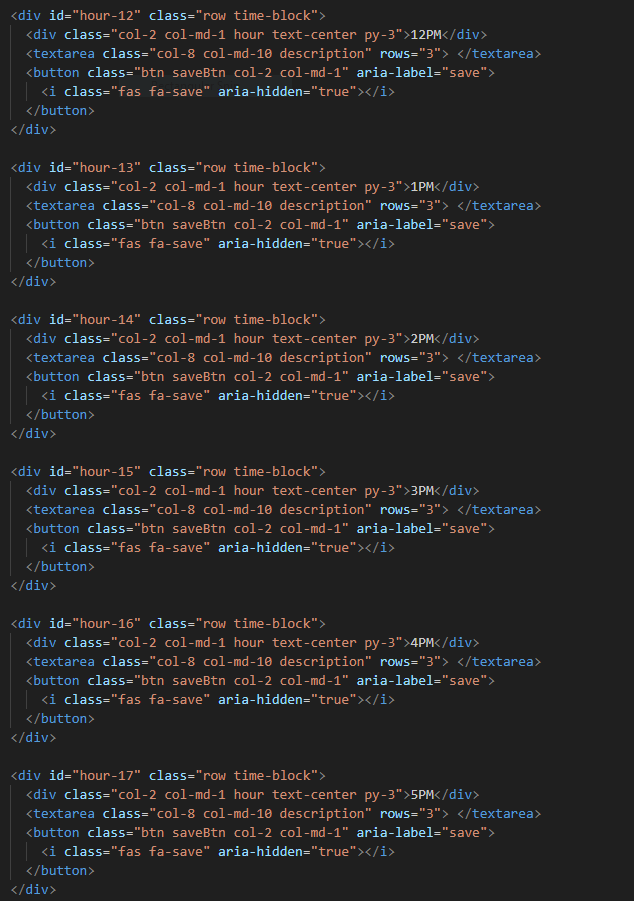 <div id="hour-12" class="row time-block">
  <div class="col-2 col-md-1 hour text-center py-3">12PM</div>
  <textarea class="col-8 col-md-10 description" rows="3"> </textarea>
  <button class="btn saveBtn col-2 col-md-1" aria-label="save">
    <i class="fas fa-save" aria-hidden="true"></i>
  </button>
</div>

<div id="hour-13" class="row time-block">
  <div class="col-2 col-md-1 hour text-center py-3">1PM</div>
  <textarea class="col-8 col-md-10 description" rows="3"> </textarea>
  <button class="btn saveBtn col-2 col-md-1" aria-label="save">
    <i class="fas fa-save" aria-hidden="true"></i>
  </button>
</div>

<div id="hour-14" class="row time-block">
  <div class="col-2 col-md-1 hour text-center py-3">2PM</div>
  <textarea class="col-8 col-md-10 description" rows="3"> </textarea>
  <button class="btn saveBtn col-2 col-md-1" aria-label="save">
    <i class="fas fa-save" aria-hidden="true"></i>
  </button>
</div>

<div id="hour-15" class="row time-block">
  <div class="col-2 col-md-1 hour text-center py-3">3PM</div>
  <textarea class="col-8 col-md-10 description" rows="3"> </textarea>
  <button class="btn saveBtn col-2 col-md-1" aria-label="save">
    <i class="fas fa-save" aria-hidden="true"></i>
  </button>
</div>

<div id="hour-16" class="row time-block">
  <div class="col-2 col-md-1 hour text-center py-3">4PM</div>
  <textarea class="col-8 col-md-10 description" rows="3"> </textarea>
  <button class="btn saveBtn col-2 col-md-1" aria-label="save">
    <i class="fas fa-save" aria-hidden="true"></i>
  </button>
</div>

<div id="hour-17" class="row time-block">
  <div class="col-2 col-md-1 hour text-center py-3">5PM</div>
  <textarea class="col-8 col-md-10 description" rows="3"> </textarea>
  <button class="btn saveBtn col-2 col-md-1" aria-label="save">
    <i class="fas fa-save" aria-hidden="true"></i>
  </button>
</div>